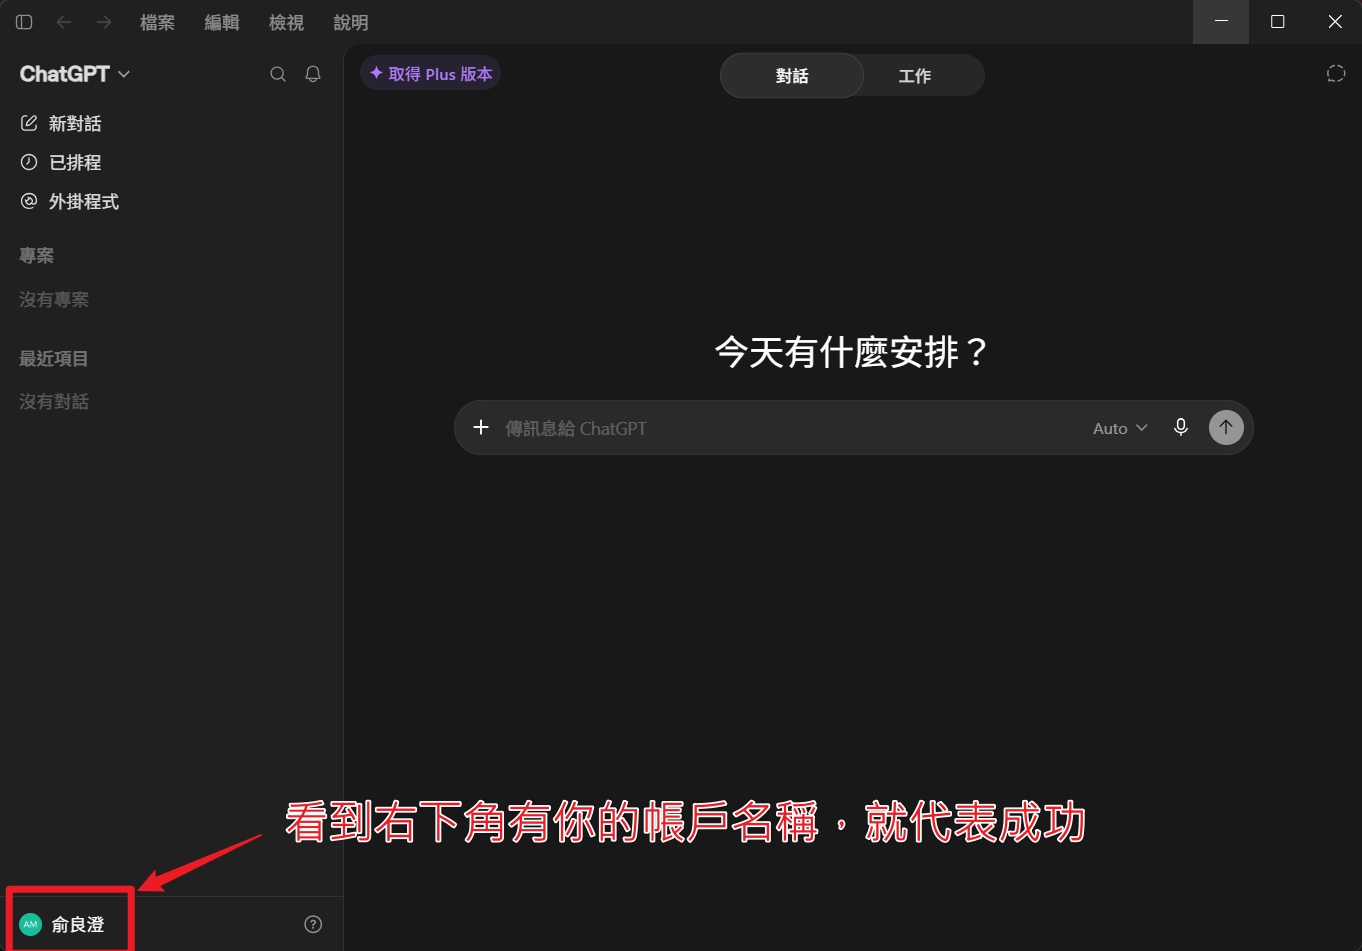 檔案 編輯 檢視 說明
ChatGPT
取得 Plus 版本
對話 工作
新對話
已排程
外掛程式
專案
沒有專案
最近項目
沒有對話
今天有什麼安排？
傳訊息給 ChatGPT
Auto
看到右下角有你的帳戶名稱，就代表成功
AM 俞良澄
?